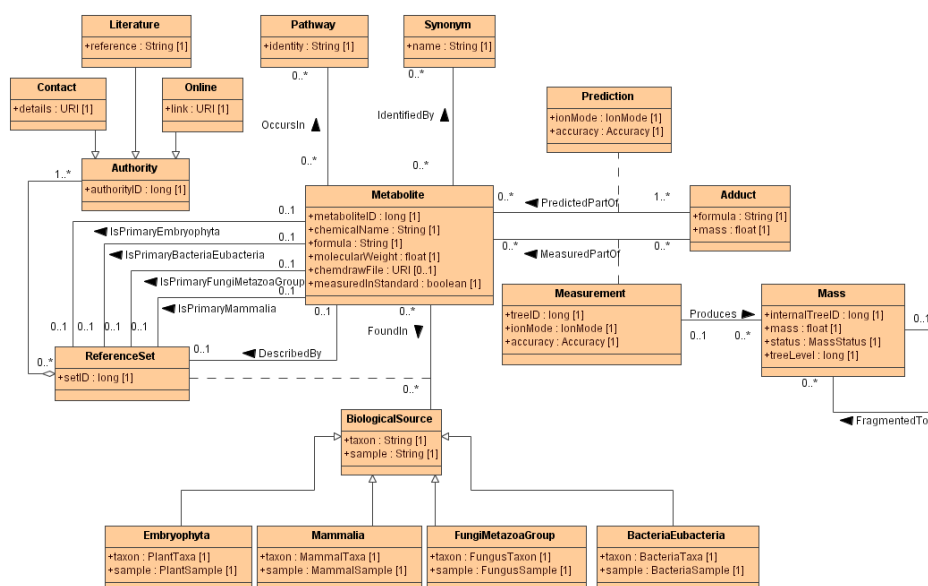 Literature
+reference : String [1]
Pathway
+identity : String [1]
Synonym
+name : String [1]
Contact
+details : URI [1]
Online
+link : URI [1]
Prediction
+ionMode : IonMode [1]
+accuracy : Accuracy [1]
0..*
0..*
OccursIn
IdentifiedBy
0..*
0..*
Authority
+authorityID : long [1]
1..*
Metabolite
+metaboliteID : long [1]
+chemicalName : String [1]
+formula : String [1]
+molecularWeight : float [1]
+chemdrawFile : URI [0..1]
+measuredInStandard : boolean [1]
Adduct
+formula : String [1]
+mass : float [1]
0..*
PredictedPartOf
1..*
0..*
MeasuredPartOf
0..*
0..1
IsPrimaryEmbryophyta
0..1
IsPrimaryBacteriaEubacteria
0..1
IsPrimaryFungiMetazoaGroup
0..1
IsPrimaryMammalia
0..1
0..1
0..1
0..1
0..1
DescribedBy
0..1
FoundIn
0..*
0..*
ReferenceSet
+setID : long [1]
Measurement
+treeID : long [1]
+ionMode : IonMode [1]
+accuracy : Accuracy [1]
Produces
0..1
0..*
Mass
+internalTreeID : long [1]
+mass : float [1]
+status : MassStatus [1]
+treeLevel : long [1]
0..1
0..*
FragmentedTo
0..*
BiologicalSource
+taxon : String [1]
+sample : String [1]
Embryophyta
+taxon : PlantTaxa [1]
+sample : PlantSample [1]
Mammalia
+taxon : MammalTaxa [1]
+sample : MammalSample [1]
FungiMetazoaGroup
+taxon : FungusTaxon [1]
+sample : FungusSample [1]
BacteriaEubacteria
+taxon : BacteriaTaxa [1]
+sample : BacteriaSample [1]